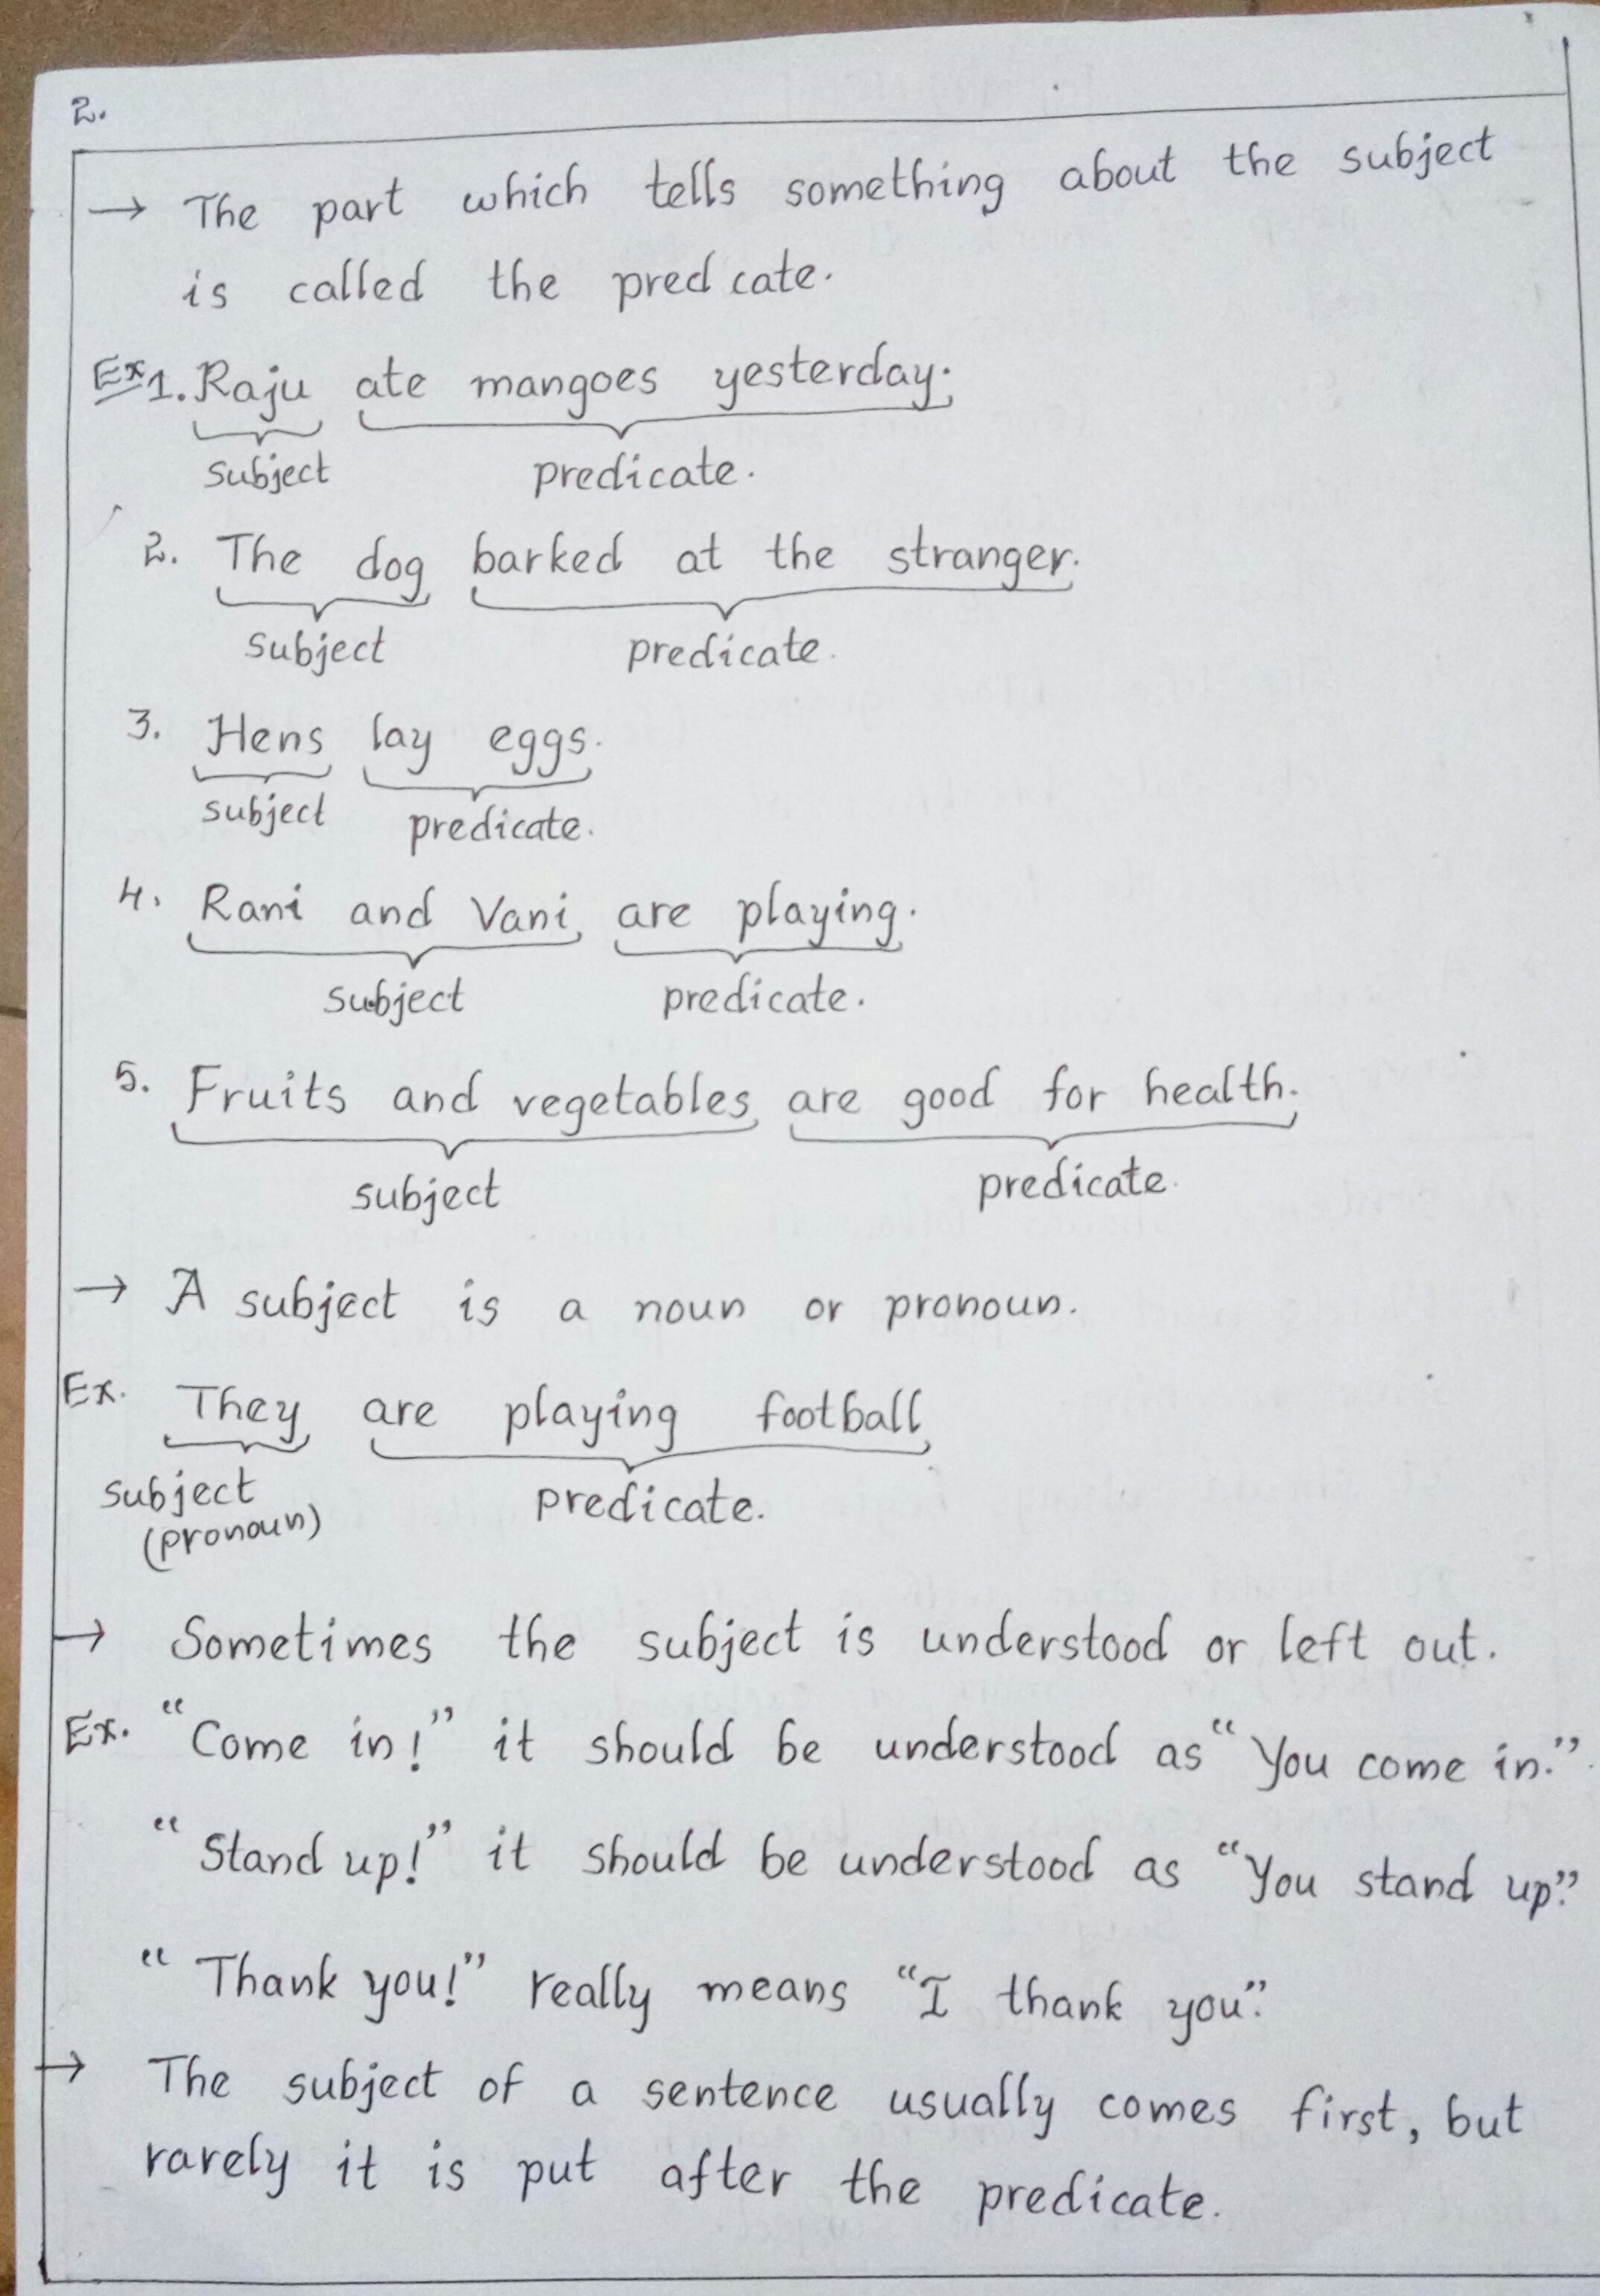 2.
→ The part which tells something about the subject
is called the pred cate.
Ex 1. Raju ate mangoes yesterday.
subject predicate.
2. The dog barked at the stranger.
subject predicate.
3. Hens lay eggs.
subject predicate.
4. Rani and Vani are playing.
subject predicate.
5. Fruits and vegetables are good for health.
subject predicate.
→ A subject is a noun or pronoun.
Ex. They are playing football
subject predicate.
(pronoun)
→ Sometimes the subject is understood or left out.
Ex. "Come in!" it should be understood as "You come in."
"Stand up!" it should be understood as "You stand up."
"Thank you!" really means "I thank you."
→ The subject of a sentence usually comes first, but
rarely it is put after the predicate.